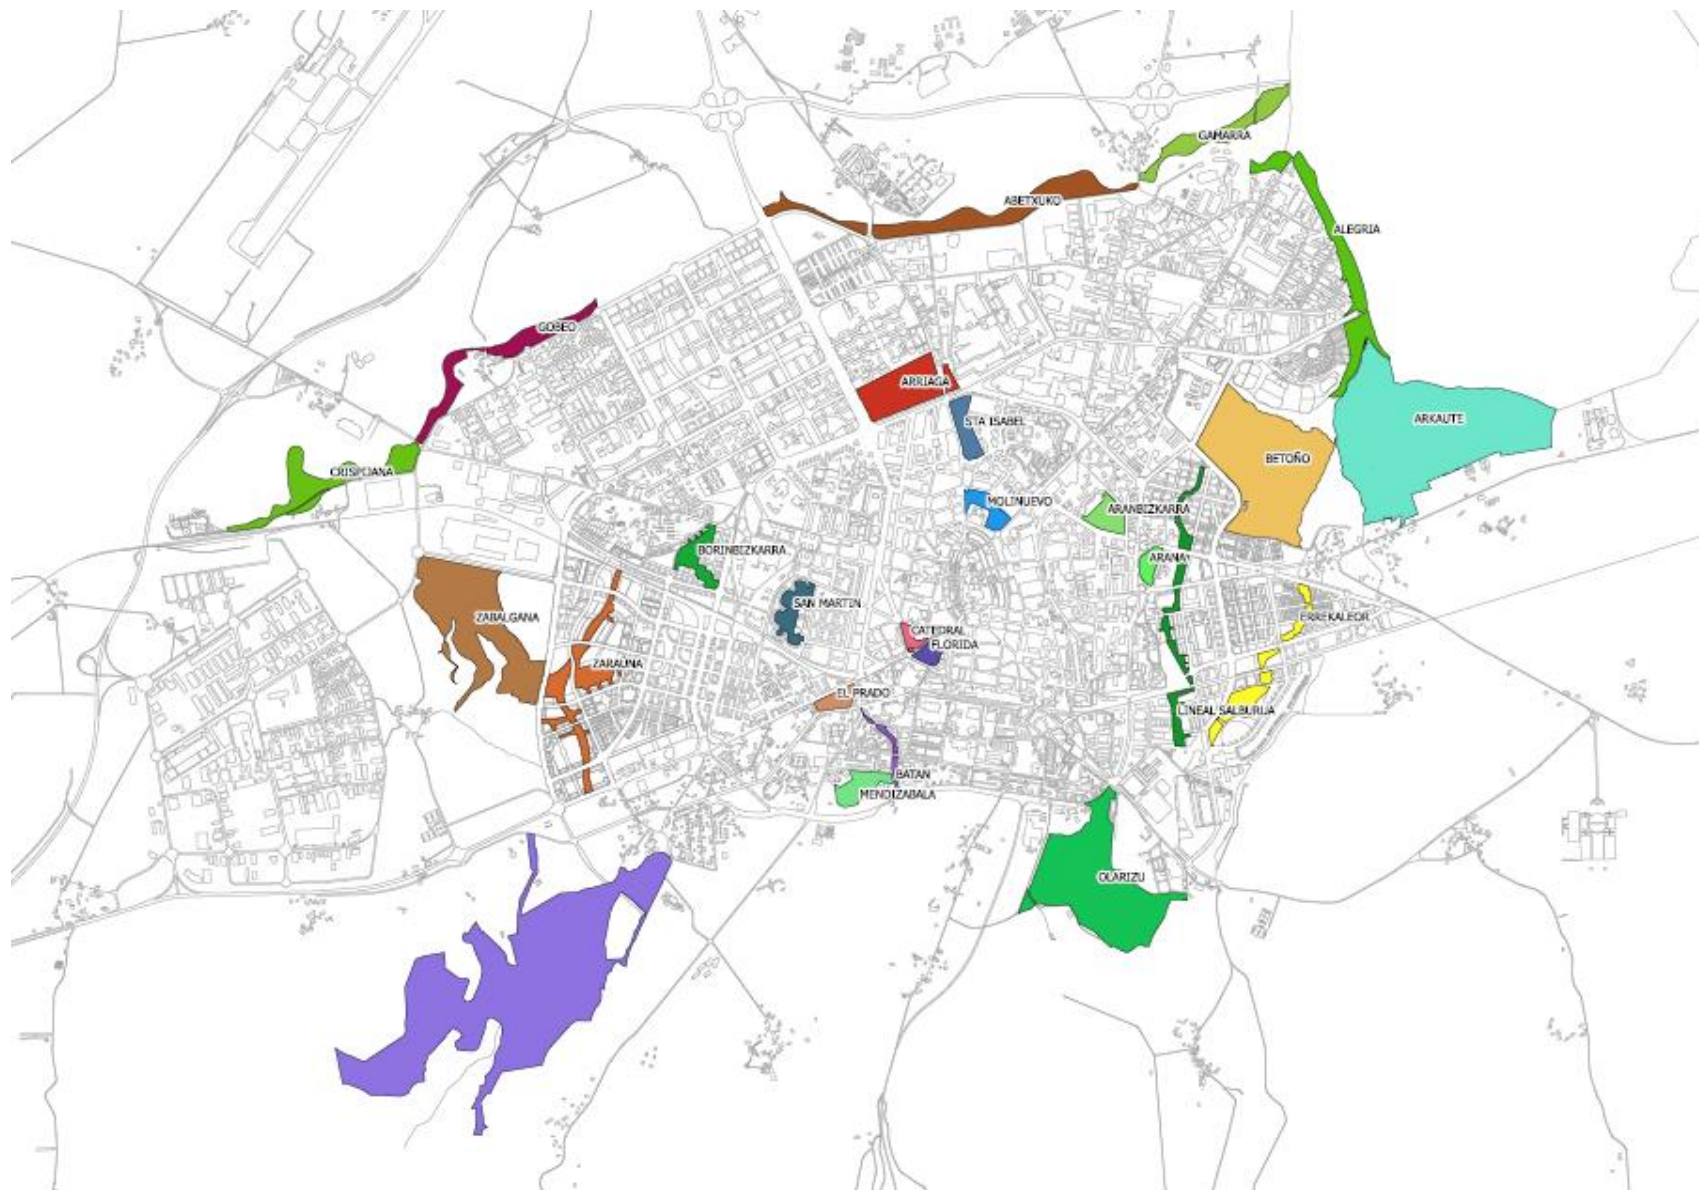 GAMARRA
ABETXUKO
ALEGRIA
GOBEO
ARRIAGA
ARKAUTE
STA ISABEL
BETOÑO
CRISPIJANA
MOLINUEVO
ARANBIZKARRA
BORINBIZKARRA
ARANA
SAN MARTIN
ZABALGANA
ERREKALEOR
CATEDRAL
FLORIDA
ZARAUNA
EL PRADO
LINEAL SALBURUA
BATAN
MENDIZABALA
OLARIZU